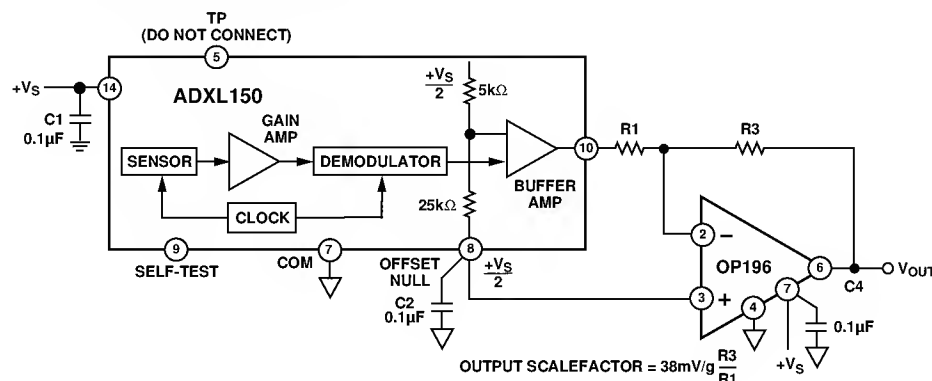 TP
(DO NOT CONNECT)
5
+VS
14
ADXL150
+VS
2
5kΩ
C1
0.1µF
GAIN
AMP
SENSOR
DEMODULATOR
BUFFER
AMP
10
R1
R3
CLOCK
25kΩ
9
SELF-TEST
7
COM
8
OFFSET
NULL
+VS
2
C2
0.1µF
2
–
OP196
3
+
6
VOUT
C4
7
4
0.1µF
+VS
OUTPUT SCALEFACTOR = 38mV/g R3
R1